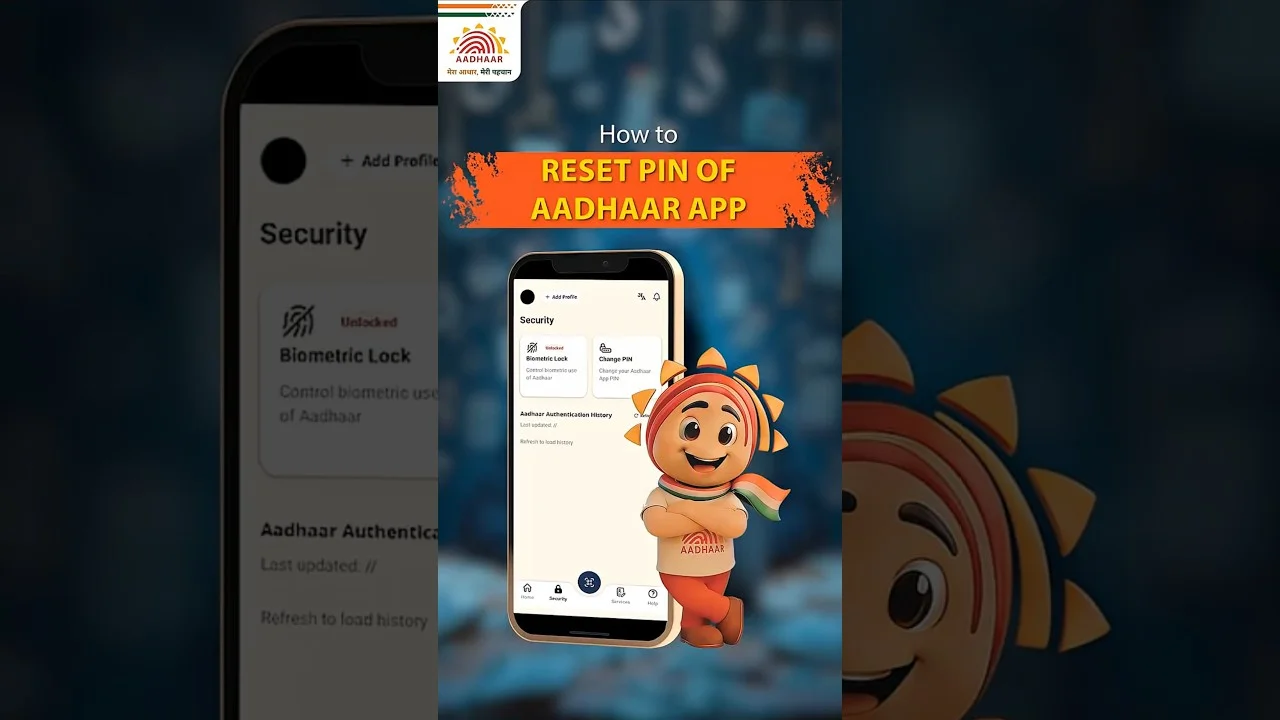 AADHAAR
मेरा आधार, मेरी पहचान
How to
RESET PIN OF
AADHAAR APP
+ Add Profile
Security
Unlocked
Biometric Lock
Control biometric use
of Aadhaar
Change PIN
Change your Aadhaar
App PIN
Aadhaar Authentication History
Last updated: //
Refresh to load history
Home
Security
Services
Help
AADHAAR
+ Add Profile
Security
Unlocked
Biometric Lock
Control biometric use
of Aadhaar
Aadhaar Authentica
Last updated: //
Refresh to load history